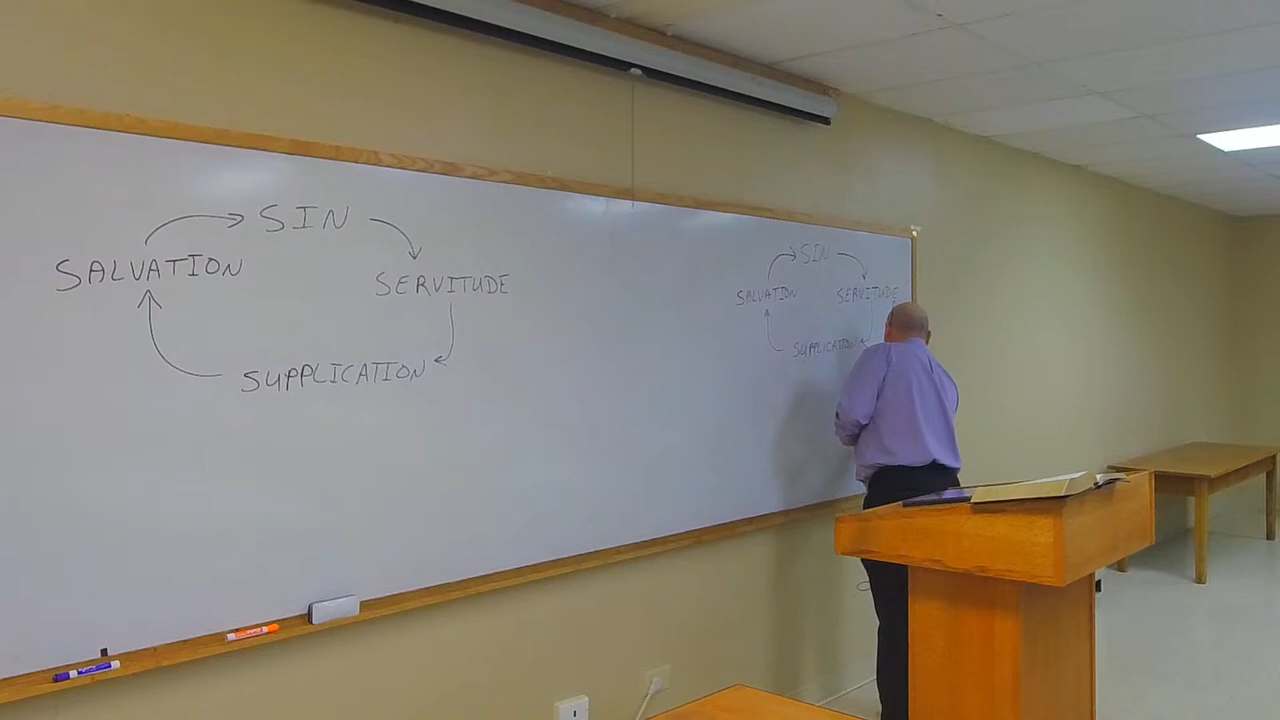 SIN
SALVATION
SERVITUDE
SUPPLICATION
SIN
SALVATION
SERVITUDE
SUPPLICATION